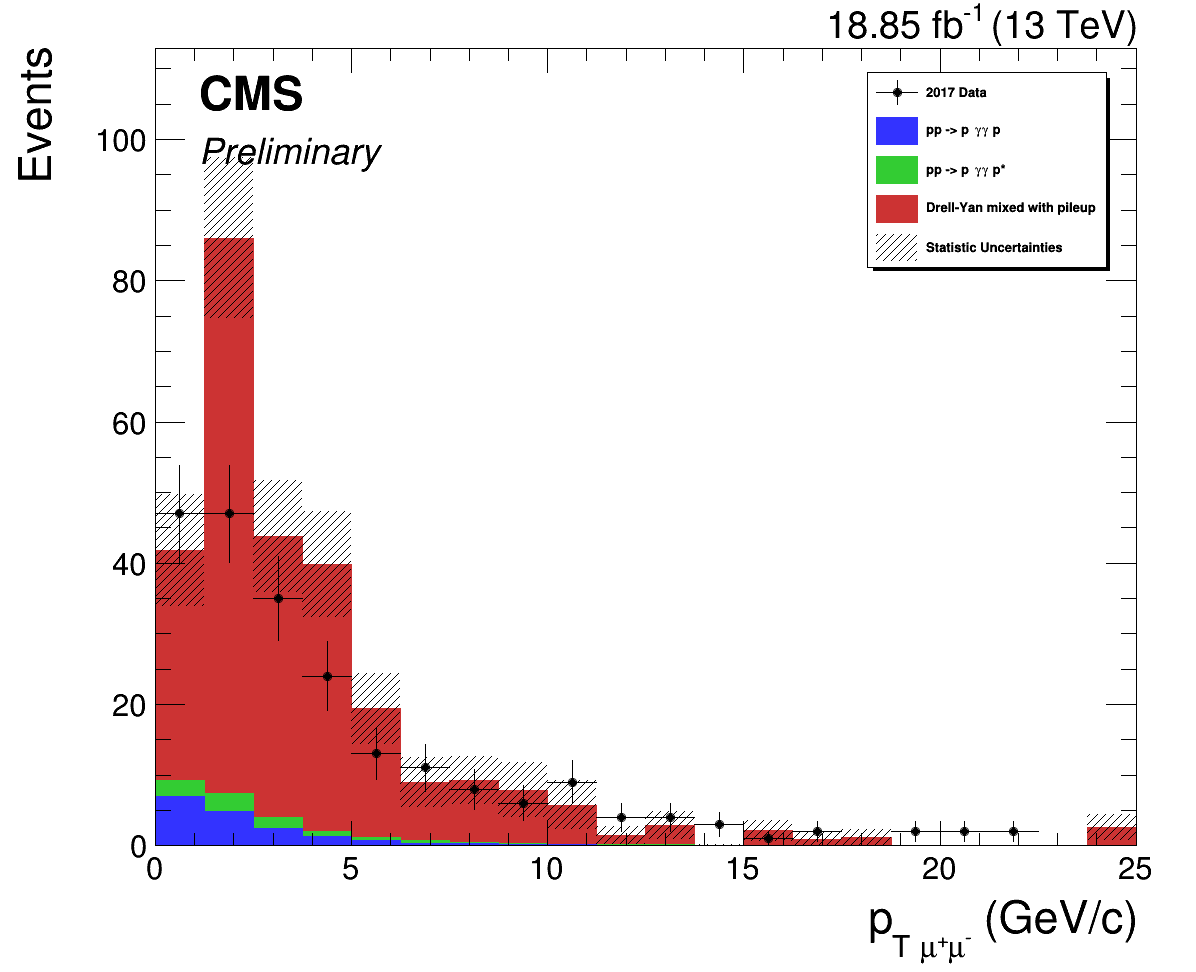 18.85 fb-1 (13 TeV)
Events
CMS
Preliminary
2017 Data
pp -> p γγ p
pp -> p γγ p*
Drell-Yan mixed with pileup
Statistic Uncertainties
100
80
60
40
20
0
0 5 10 15 20 25
pT μ+μ- (GeV/c)